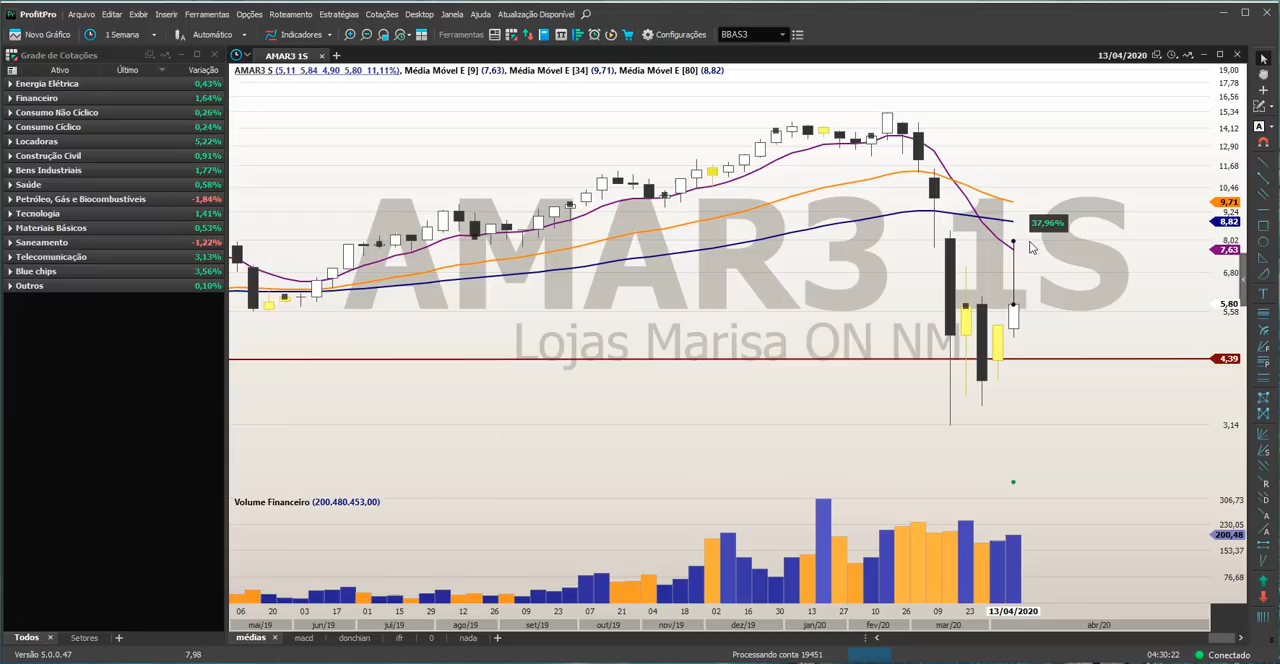 ProfitPro Arquivo Editar Exibir Inserir Ferramentas Opções Roteamento Estratégias Cotações Desktop Janela Ajuda Atualização Disponível
Novo Gráfico 1 Semana Automático Indicadores Ferramentas Configurações BBAS3
Grade de Cotações AMAR3 1S 13/04/2020
Ativo Último Variação
Energia Elétrica 0,43%
Financeiro 1,64%
Consumo Não Cíclico 0,26%
Consumo Cíclico 0,24%
Locadoras 5,22%
Construção Civil 0,91%
Bens Industriais 1,77%
Saúde 0,58%
Petróleo, Gás e Biocombustíveis -1,84%
Tecnologia 1,41%
Materiais Básicos 0,53%
Saneamento -1,22%
Telecomunicação 3,13%
Blue chips 3,56%
Outros 0,10%
AMAR3 S (5,11 5,84 4,90 5,80 11,11%), Média Móvel E [9] (7,63), Média Móvel E [34] (9,71), Média Móvel E [80] (8,82)
AMAR3 1S
Lojas Marisa ON NM
37,96%
19,00
17,78
16,56
15,34
14,12
12,90
11,68
10,46
9,71
9,24
8,82
8,02
7,63
6,80
5,80
5,58
4,39
3,14
Volume Financeiro (200.480.453,00)
306,73
230,05
200,48
153,37
76,68
06 20 03 17 01 15 29 12 26 09 23 07 21 04 18 02 16 30 13 27 10 26 09 23 13/04/2020
mai/19 jun/19 jul/19 ago/19 set/19 out/19 nov/19 dez/19 jan/20 fev/20 mar/20 abr/20
Todos Setores médias macd donchian ifr 0 nada
Versão 5.0.0.47 7,98 Processando conta 19451 04:30:22 Conectado